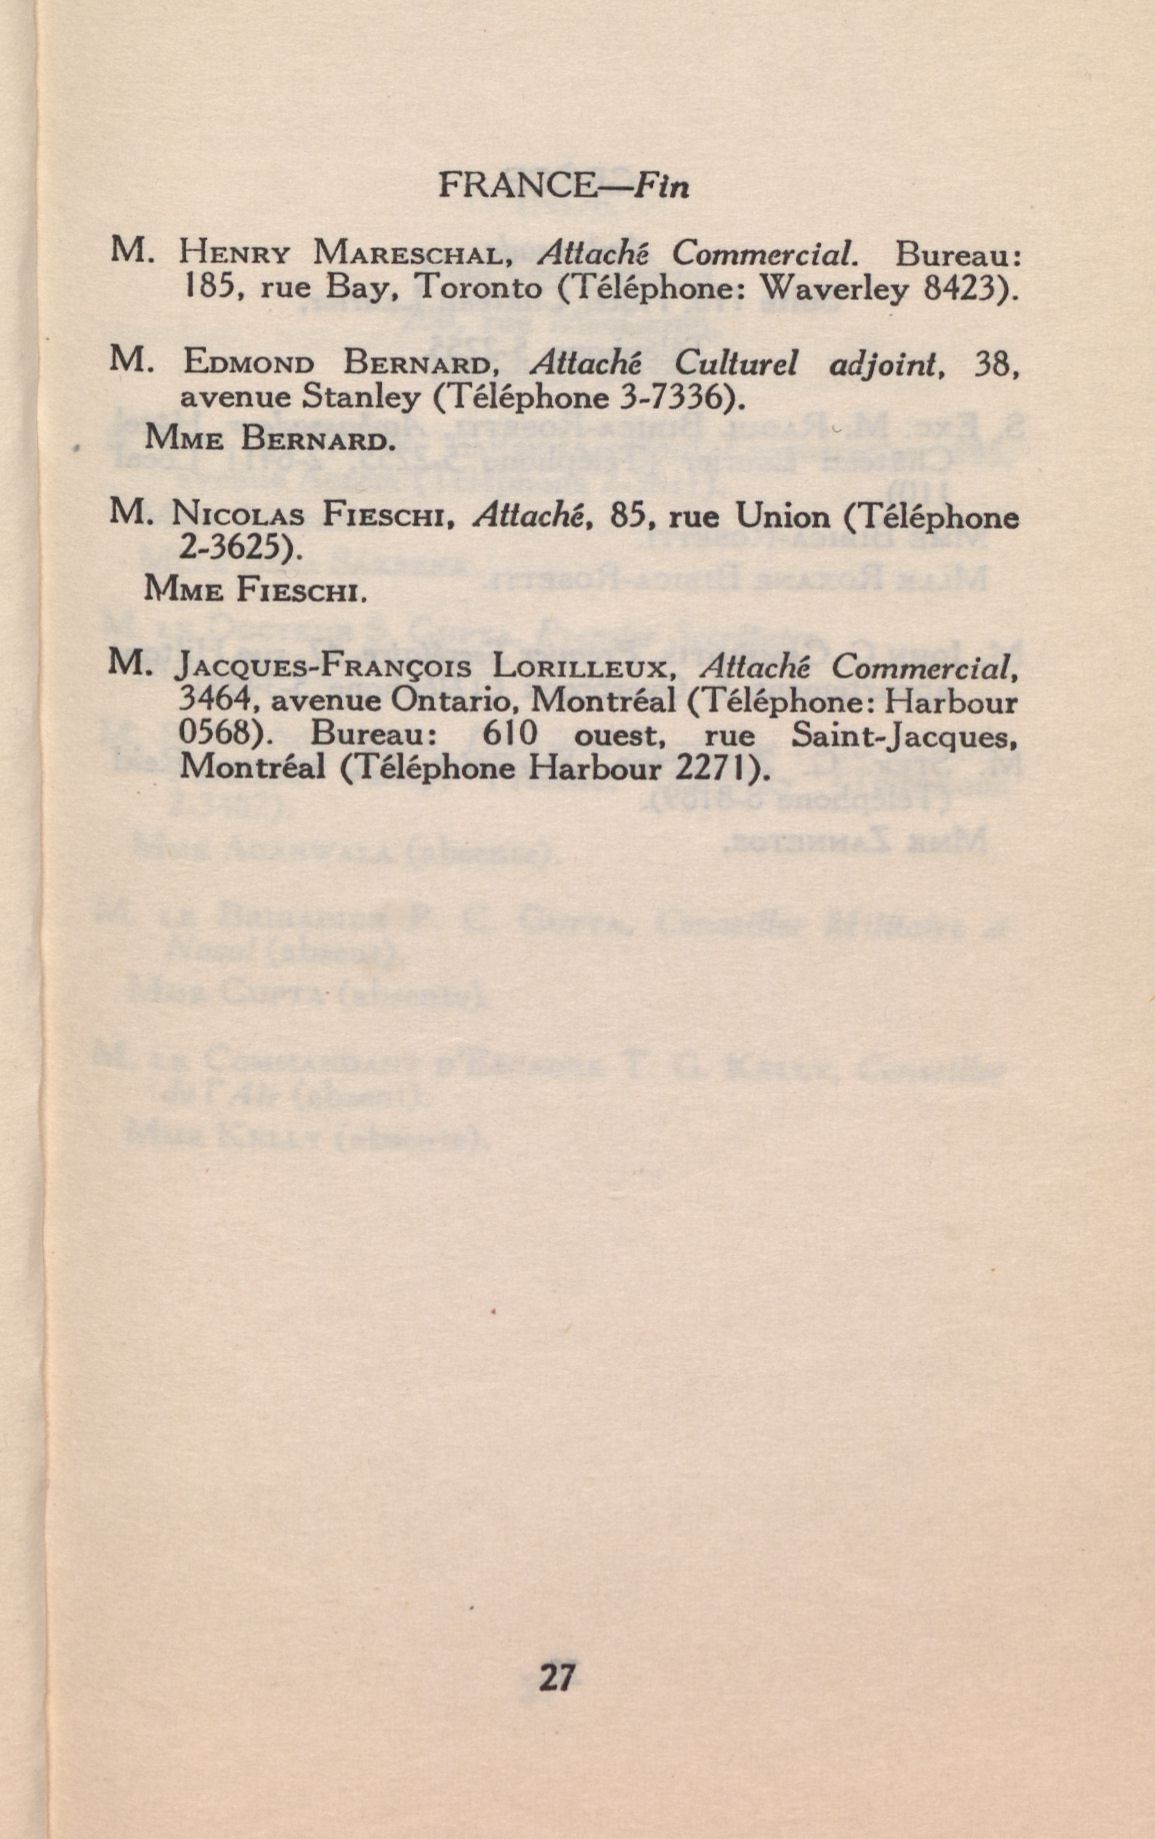 FRANCE—Fin
M. HENRY MARESCHAL, Attaché Commercial. Bureau:
185, rue Bay, Toronto (Téléphone: Waverley 8423).
M. EDMOND BERNARD, Attaché Culturel adjoint, 38,
avenue Stanley (Téléphone 3-7336).
MME BERNARD.
M. NICOLAS FIESCHI, Attaché, 85, rue Union (Téléphone
2-3625).
MME FIESCHI.
M. JACQUES-FRANÇOIS LORILLEUX, Attaché Commercial,
3464, avenue Ontario, Montréal (Téléphone: Harbour
0568). Bureau: 610 ouest, rue Saint-Jacques,
Montréal (Téléphone Harbour 2271).
27